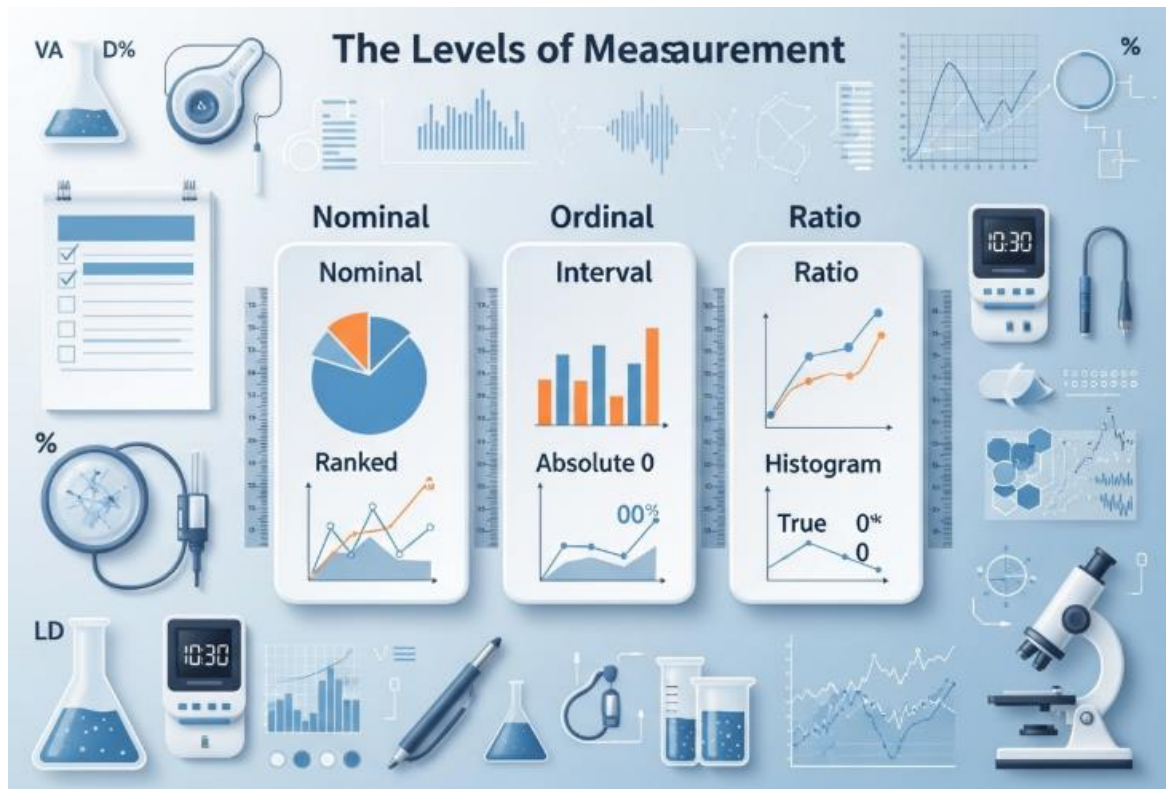 The Levels of Measaurement
VA
D%
%
Nominal
Ordinal
Ratio
Nominal
Interval
Ratio
10:30
Ranked
Absolute 0
Histogram
00%
True
0
%
LD
10:30